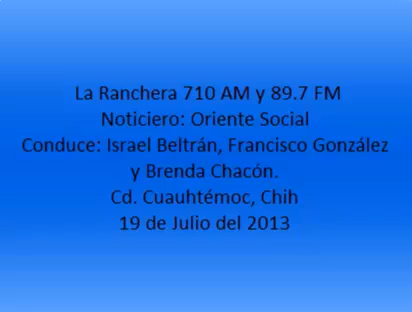 La Ranchera 710 AM y 89.7 FM
Noticiero: Oriente Social
Conduce: Israel Beltrán, Francisco González
y Brenda Chacón.
Cd. Cuauhtémoc, Chih
19 de Julio del 2013